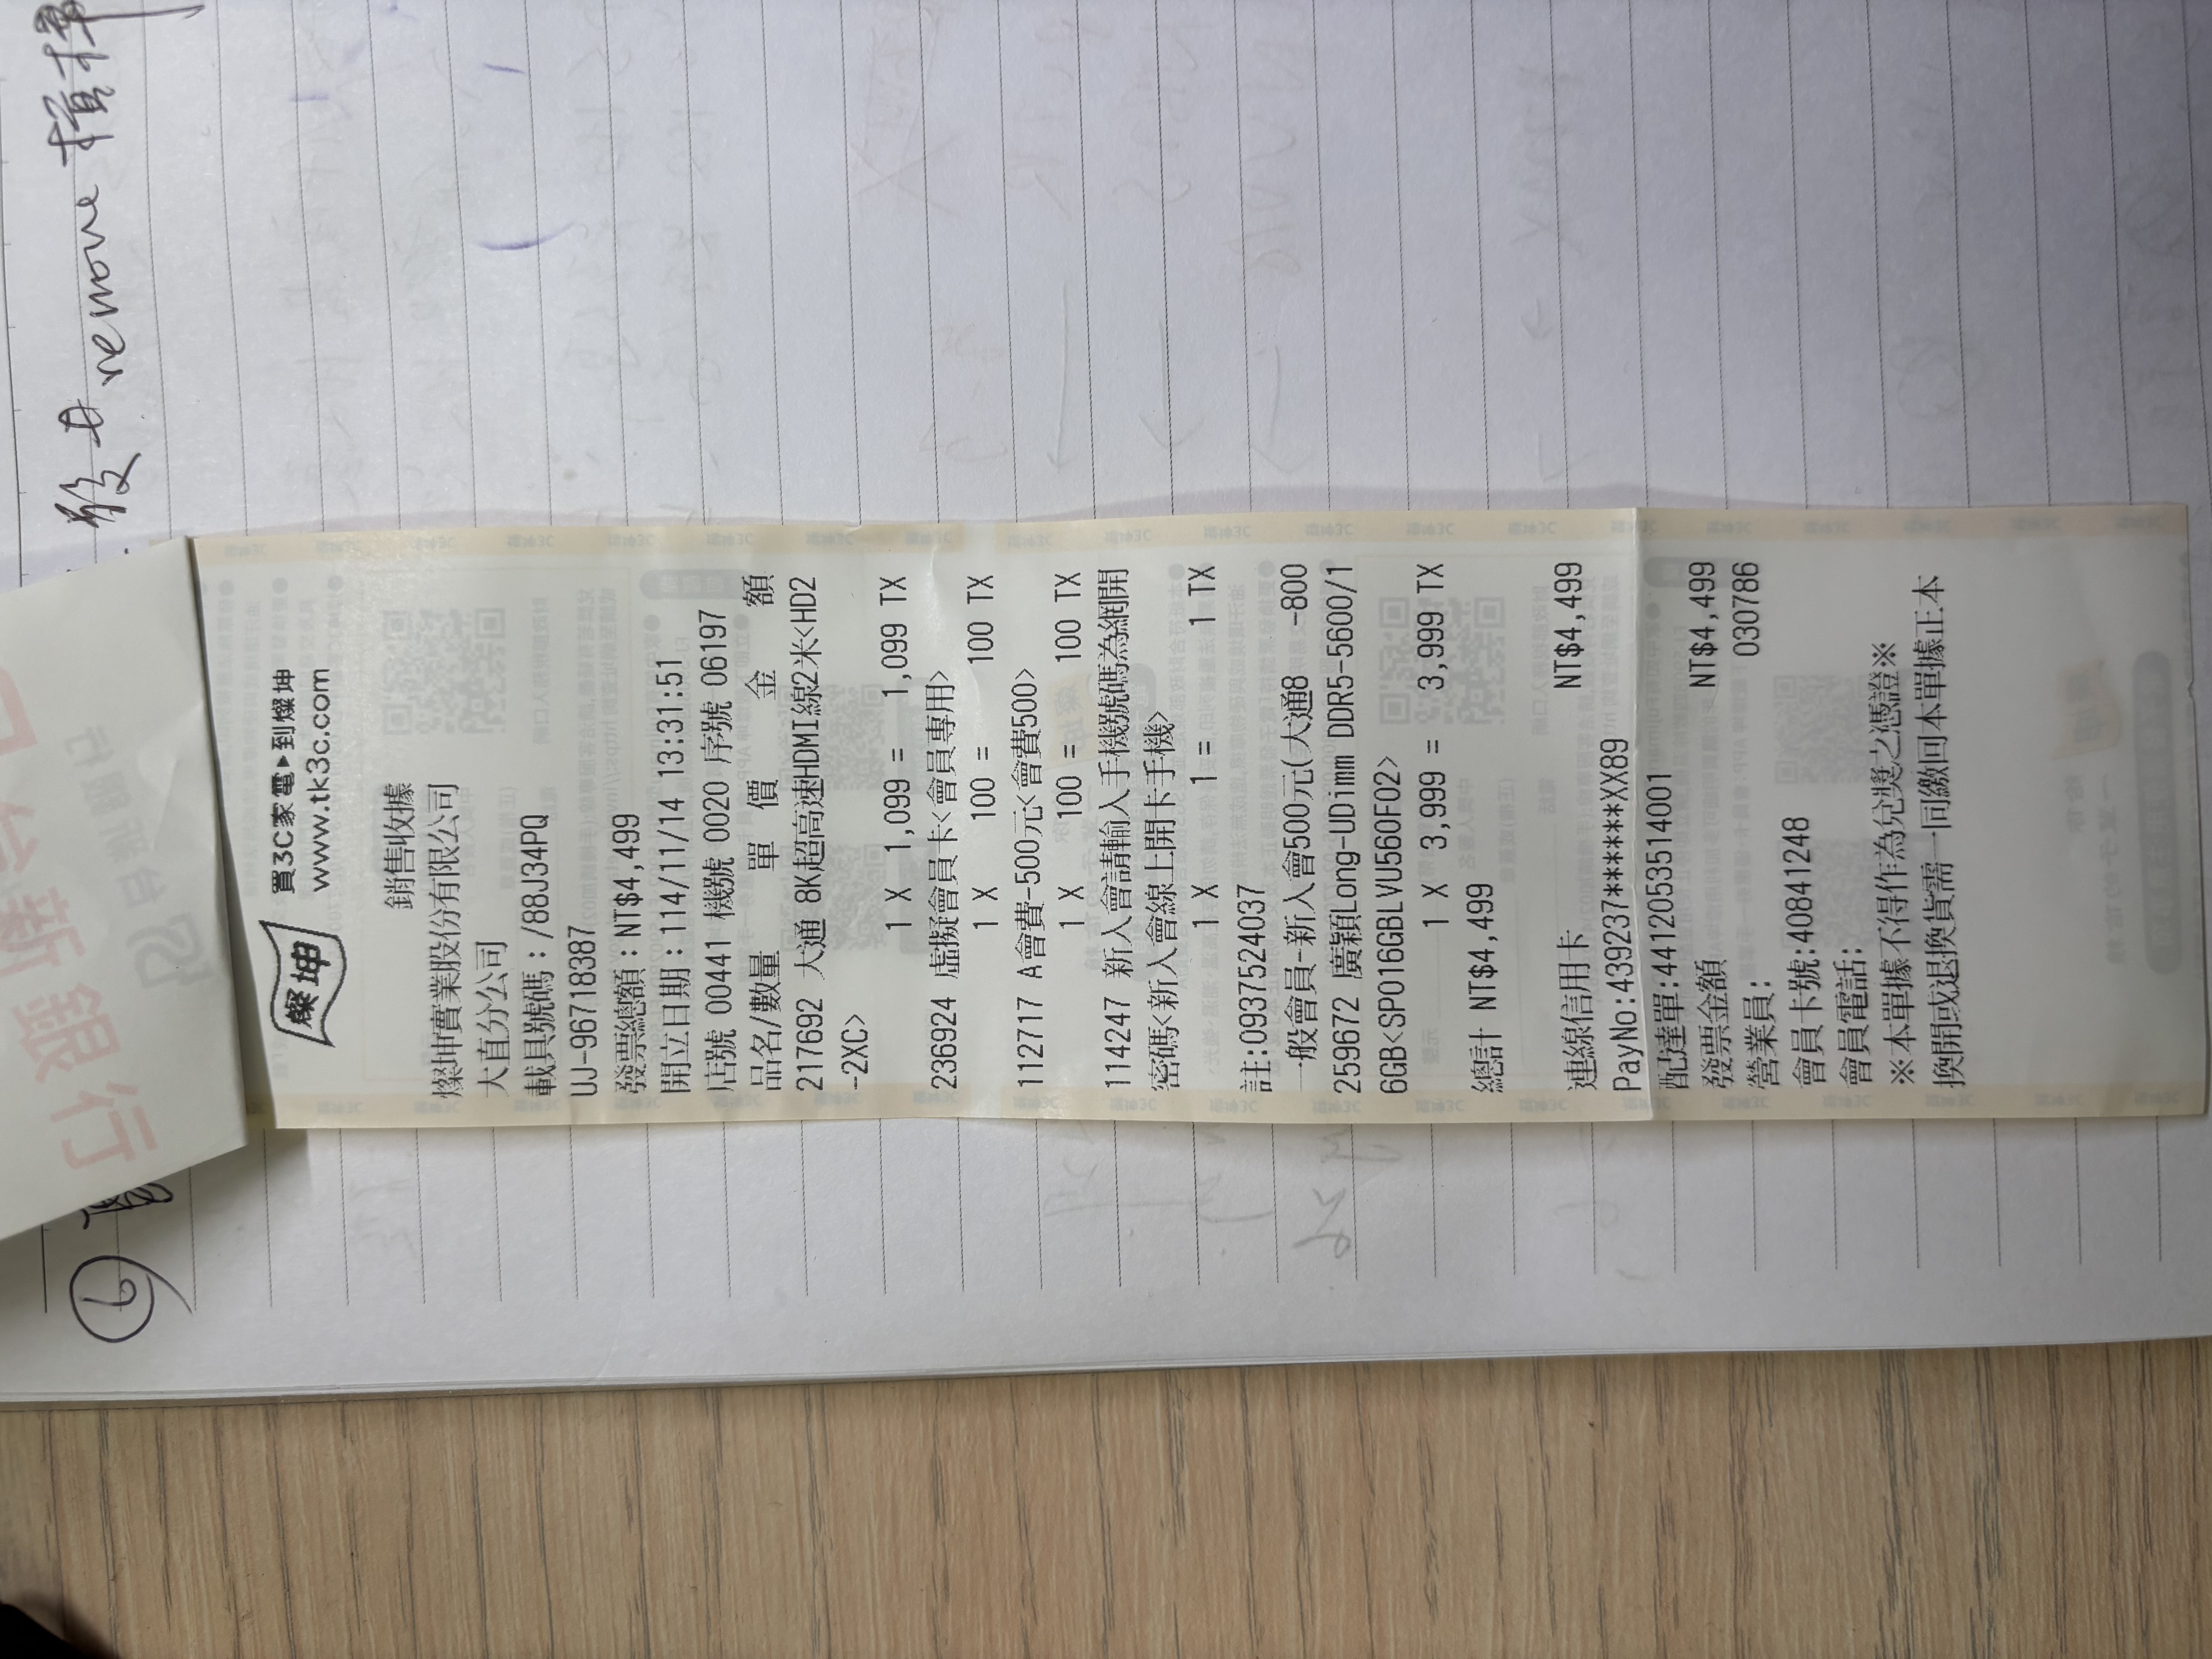 remove
燦坤
買3C家電▶到燦坤
www.tk3c.com
銷售收據
燦坤實業股份有限公司
大直分公司
載具號碼：/88J34PQ
UJ-96718387
發票總額：NT$4,499
開立日期：114/11/14 13:31:51
店號 00441 機號 0020 序號 06197
品名/數量 單 價 金 額
217692 大通 8K超高速HDMI線2米<HD2
-2XC>
1 X 1,099 = 1,099 TX
236924 虛擬會員卡<會員專用>
1 X 100 = 100 TX
112717 A會費-500元<會費500>
1 X 100 = 100 TX
114247 新入會請輸入手機號碼為網開
密碼<新入會線上開卡手機>
1 X 1 = 1 TX
註:0937524037
一般會員-新入會500元(大通8 -800
259672 廣穎Long-UDimm DDR5-5600/1
6GB<SP016GBLVU560F02>
1 X 3,999 = 3,999 TX
總計 NT$4,499
連線信用卡 NT$4,499
PayNo:439237*******XX89
配達單:4412053514001
發票金額 NT$4,499
營業員: 0307​86
會員卡號:40841248
會員電話:
※本單據不得作為兌獎之憑證※
換開或退換貨需一同繳回本單據正本
台新銀行